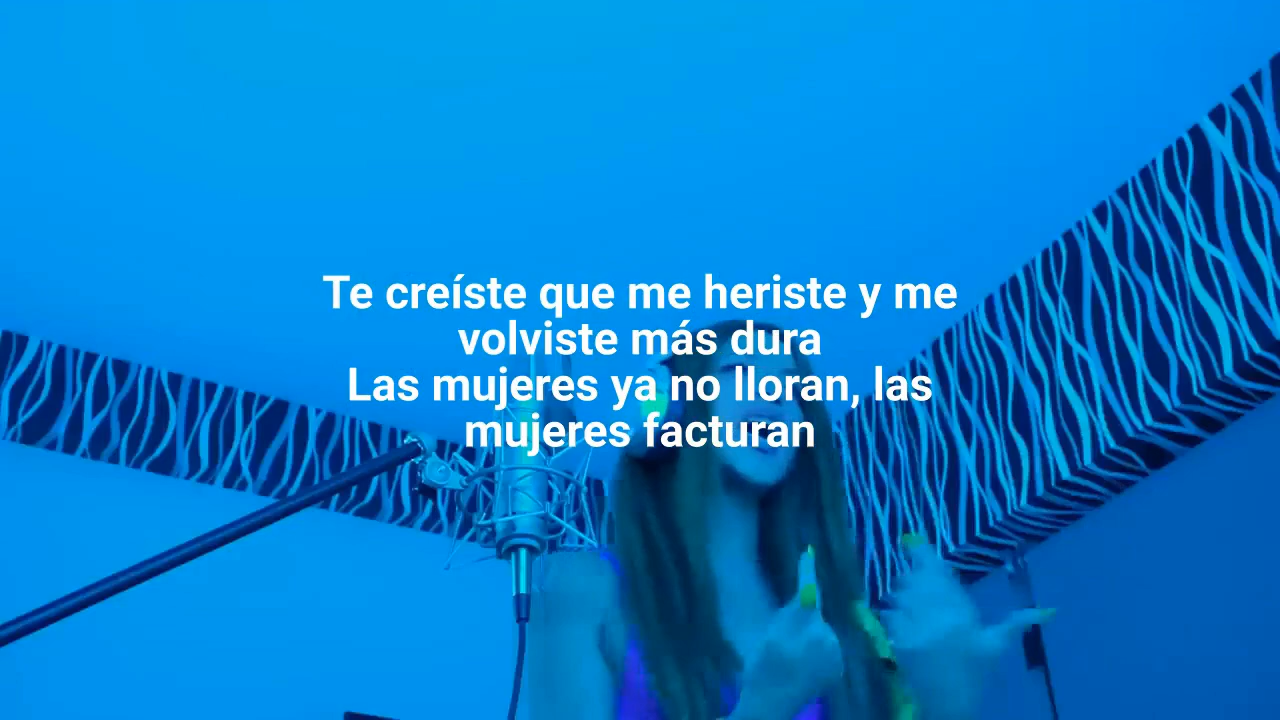 Te creíste que me heriste y me
volviste más dura
Las mujeres ya no lloran, las
mujeres facturan